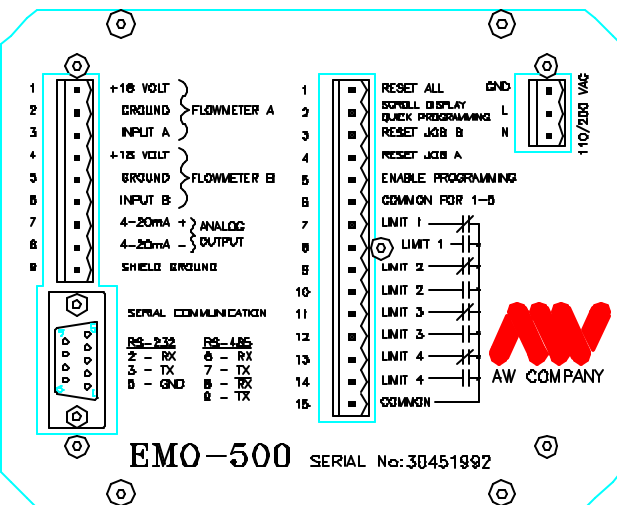 1 +18 VOLT
2 GROUND FLOWMETER A
3 INPUT A
4 +18 VOLT
5 GROUND FLOWMETER B
6 INPUT B
7 4-20mA + ANALOG
8 4-20mA - OUTPUT
9 SHIELD GROUND
SERIAL COMMUNICATION
RS-232 RS-485
2 - RX 6 - RX
3 - TX 7 - TX
5 - GND 8 - RX
9 - TX
1 RESET ALL
2 SCROLL DISPLAY
QUICK PROGRAMMING
3 RESET JOB B
4 RESET JOB A
5 ENABLE PROGRAMMING
6 COMMON FOR 1-5
7 LIMIT 1
8 LIMIT 1
9 LIMIT 2
10 LIMIT 2
11 LIMIT 3
12 LIMIT 3
13 LIMIT 4
14 LIMIT 4
15 COMMON
GND
L
N
110/200 VAC
AW COMPANY
EMO-500 SERIAL No:30451992